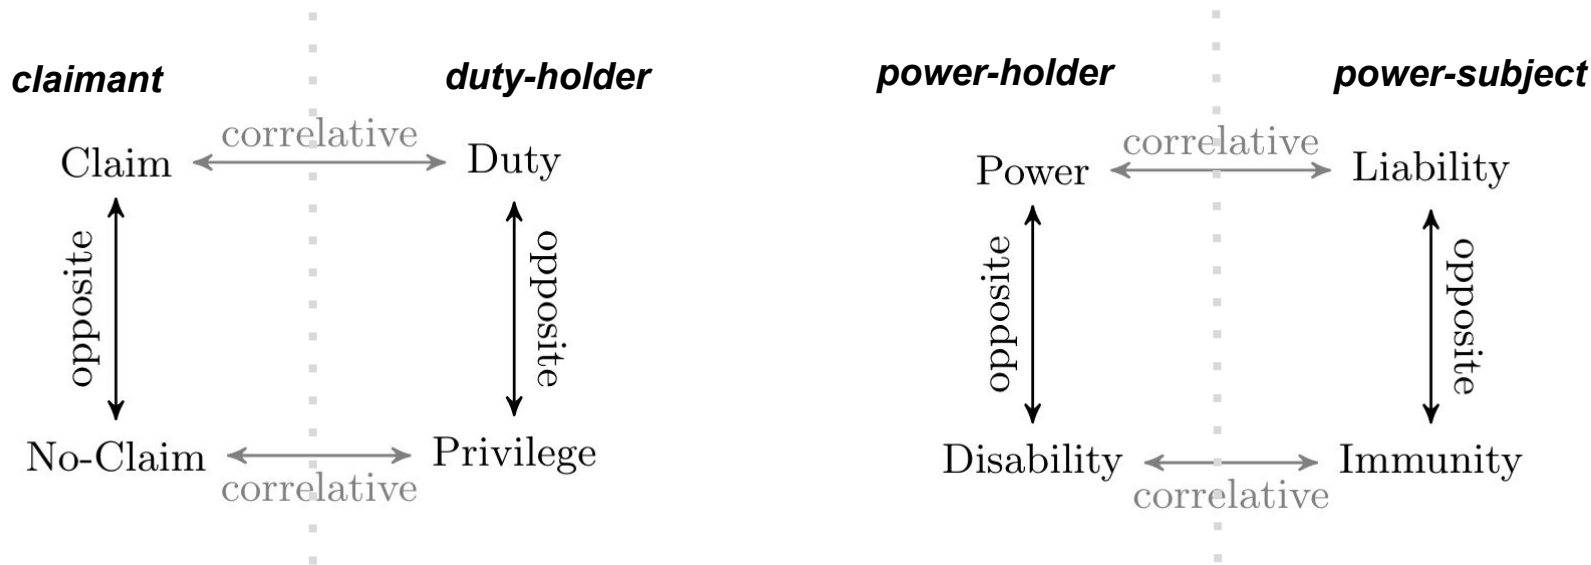 claimant
duty-holder
correlative
Claim
Duty
opposite
opposite
No-Claim
Privilege
correlative
power-holder
power-subject
correlative
Power
Liability
opposite
opposite
Disability
Immunity
correlative